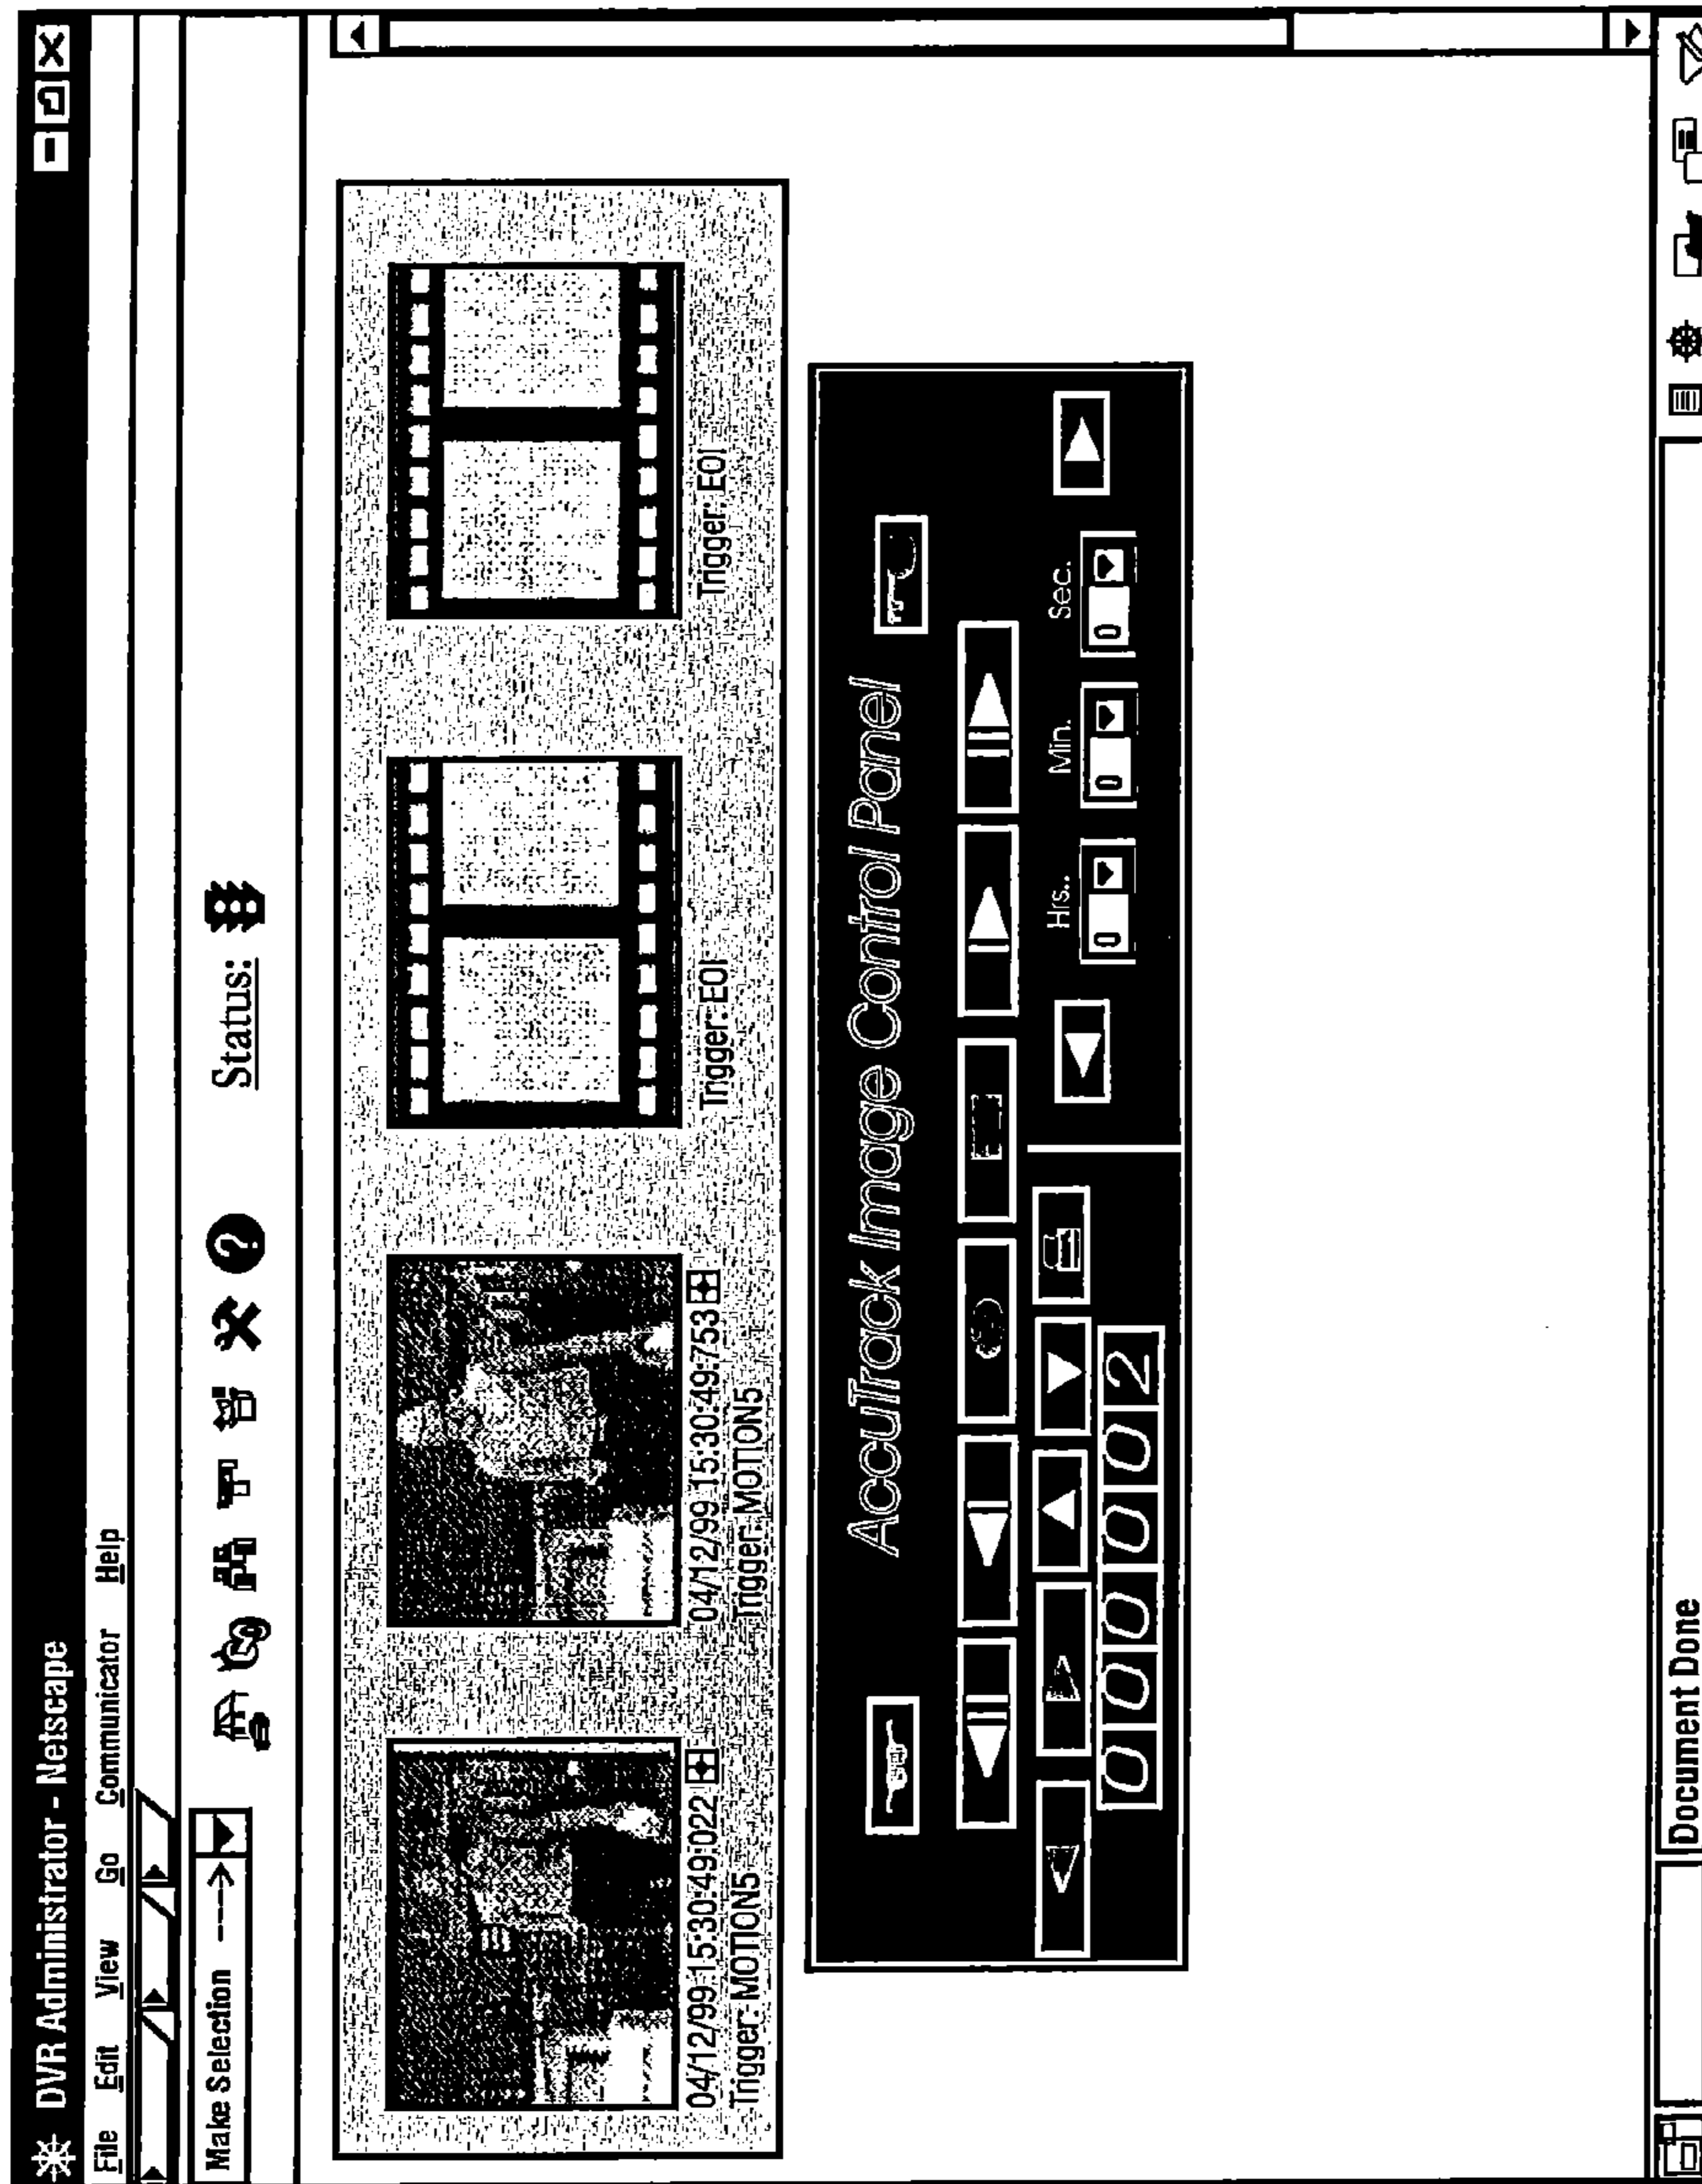 DVR Administrator - Netscape
File Edit View Go Communicator Help
Make Selection ---->
Status:
04/12/99 15:30:49:022
Trigger: MOTION5
04/12/99 15:30:49:753
Trigger: MOTION5
Trigger: EOI
Trigger: EOI
AccuTrack Image Control Panel
Hrs.. Min. Sec.
0 0 0
000002
Document Done